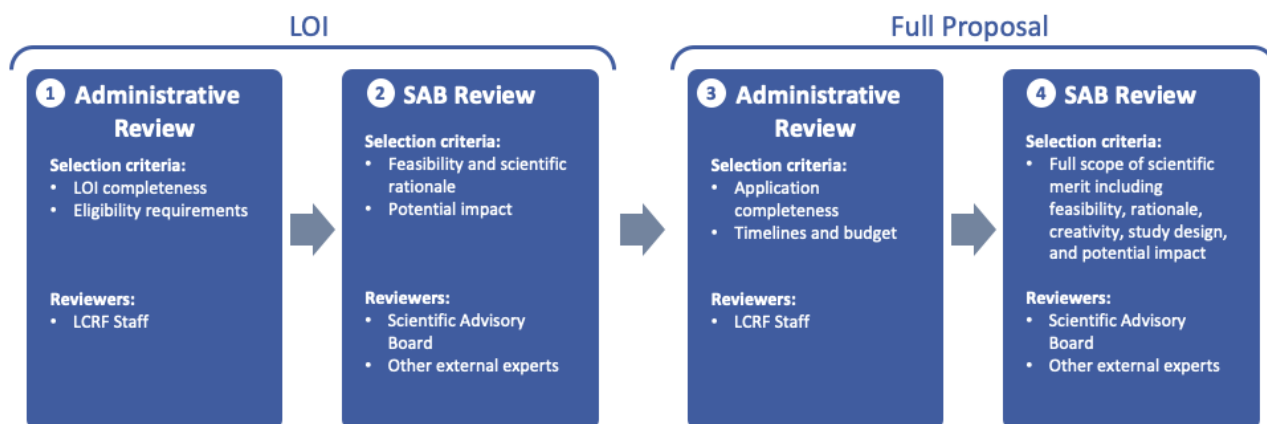 LOI
Full Proposal
1 Administrative
Review
Selection criteria:
• LOI completeness
• Eligibility requirements
Reviewers:
• LCRF Staff
2 SAB Review
Selection criteria:
• Feasibility and scientific
rationale
• Potential impact
Reviewers:
• Scientific Advisory
Board
• Other external experts
3 Administrative
Review
Selection criteria:
• Application
completeness
• Timelines and budget
Reviewers:
• LCRF Staff
4 SAB Review
Selection criteria:
• Full scope of scientific
merit including
feasibility, rationale,
creativity, study design,
and potential impact
Reviewers:
• Scientific Advisory
Board
• Other external experts